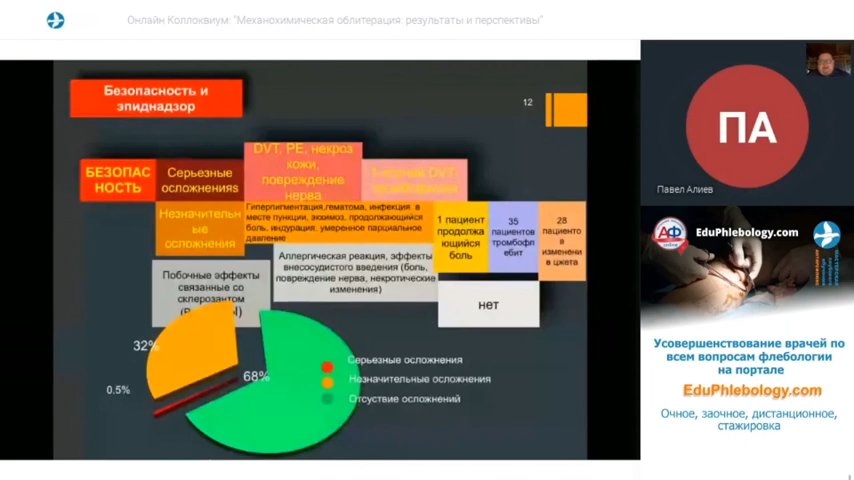 Онлайн Коллоквиум: "Механохимическая облитерация: результаты и перспективы"
Безопасность и
эпиднадзор
12
БЕЗОПАС
НОСТЬ
Серьезные
осложненияs
DVT, PE, некроз
кожи,
повреждение
нерва
DVT
Незначительн
ые
осложнения
Гиперпигментация,гематома, инфекция в
месте пункции, экхимоз, продолжающийся
боль, индурация, умеренное парциальное
давление
1 пациент
продолжа
ющийся
боль
35
пациентов
тромбофл
ебит
28
пациенто
в
изменени
е цвета
Побочные эффекты
связанные со
склерозантом
Аллергическая реакция, эффекты
внесосудистого введения (боль,
повреждение нерва, некротические
изменения)
нет
32%
0.5%
68%
Серьезные осложнения
Незначительные осложнения
Отсуствие осложнений
ПА
Павел Алиев
EduPhlebology.com
Усовершенствование врачей по
всем вопросам флебологии
на портале
EduPhlebology.com
Очное, заочное, дистанционное,
стажировка